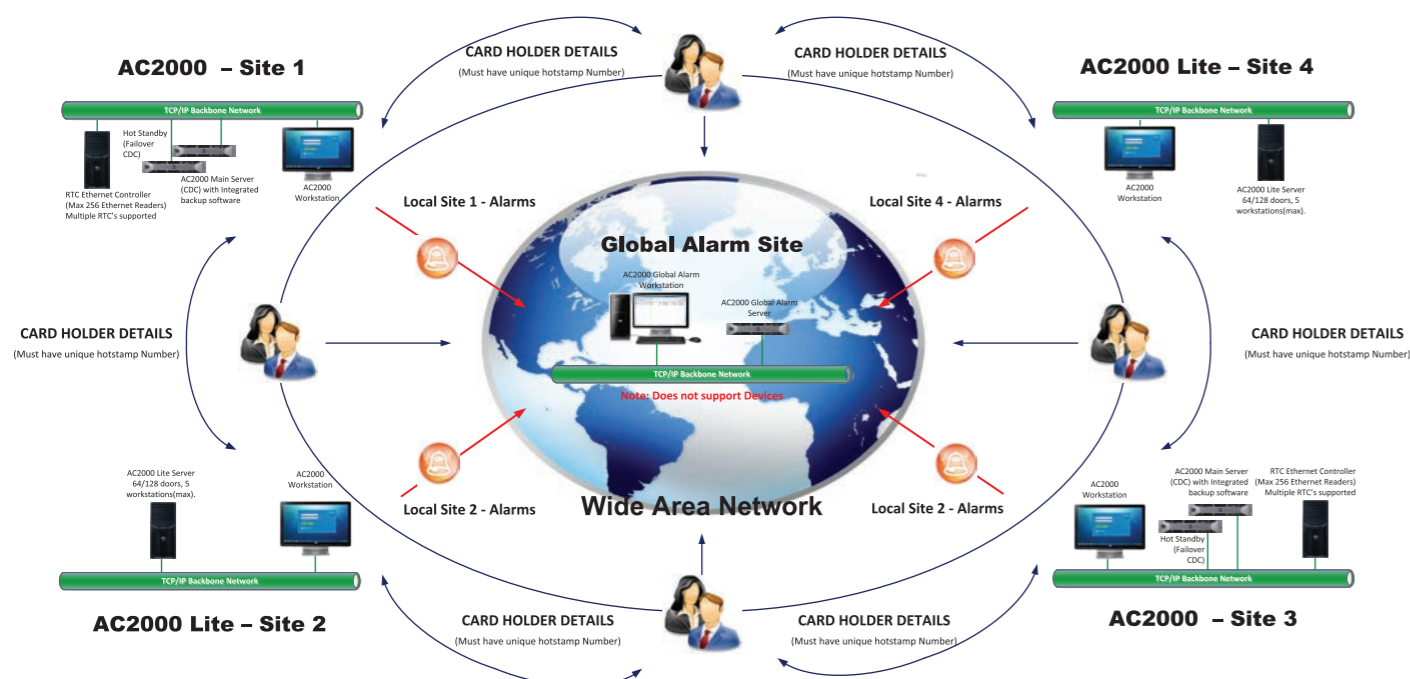 CARD HOLDER DETAILS
(Must have unique hotstamp Number)
CARD HOLDER DETAILS
(Must have unique hotstamp Number)
AC2000 – Site 1
TCP/IP Backbone Network
Hot Standby
(Failover
CDC)
RTC Ethernet Controller
(Max 256 Ethernet Readers)
Multiple RTC's supported
AC2000 Main Server
(CDC) with Integrated
backup software
AC2000
Workstation
AC2000 Lite – Site 4
TCP/IP Backbone Network
AC2000
Workstation
AC2000 Lite Server
64/128 doors, 5
workstations(max).
Local Site 1 - Alarms
Local Site 4 - Alarms
Global Alarm Site
AC2000 Global Alarm
Workstation
AC2000 Global Alarm
Server
TCP/IP Backbone Network
Note: Does not support Devices
CARD HOLDER DETAILS
(Must have unique hotstamp Number)
CARD HOLDER DETAILS
(Must have unique hotstamp Number)
Local Site 2 - Alarms
Wide Area Network
Local Site 2 - Alarms
AC2000 Lite Server
64/128 doors, 5
workstations(max).
AC2000
Workstation
TCP/IP Backbone Network
AC2000 Lite – Site 2
AC2000
Workstation
AC2000 Main Server
(CDC) with Integrated
backup software
RTC Ethernet Controller
(Max 256 Ethernet Readers)
Multiple RTC's supported
Hot Standby
(Failover
CDC)
TCP/IP Backbone Network
AC2000 – Site 3
CARD HOLDER DETAILS
(Must have unique hotstamp Number)
CARD HOLDER DETAILS
(Must have unique hotstamp Number)